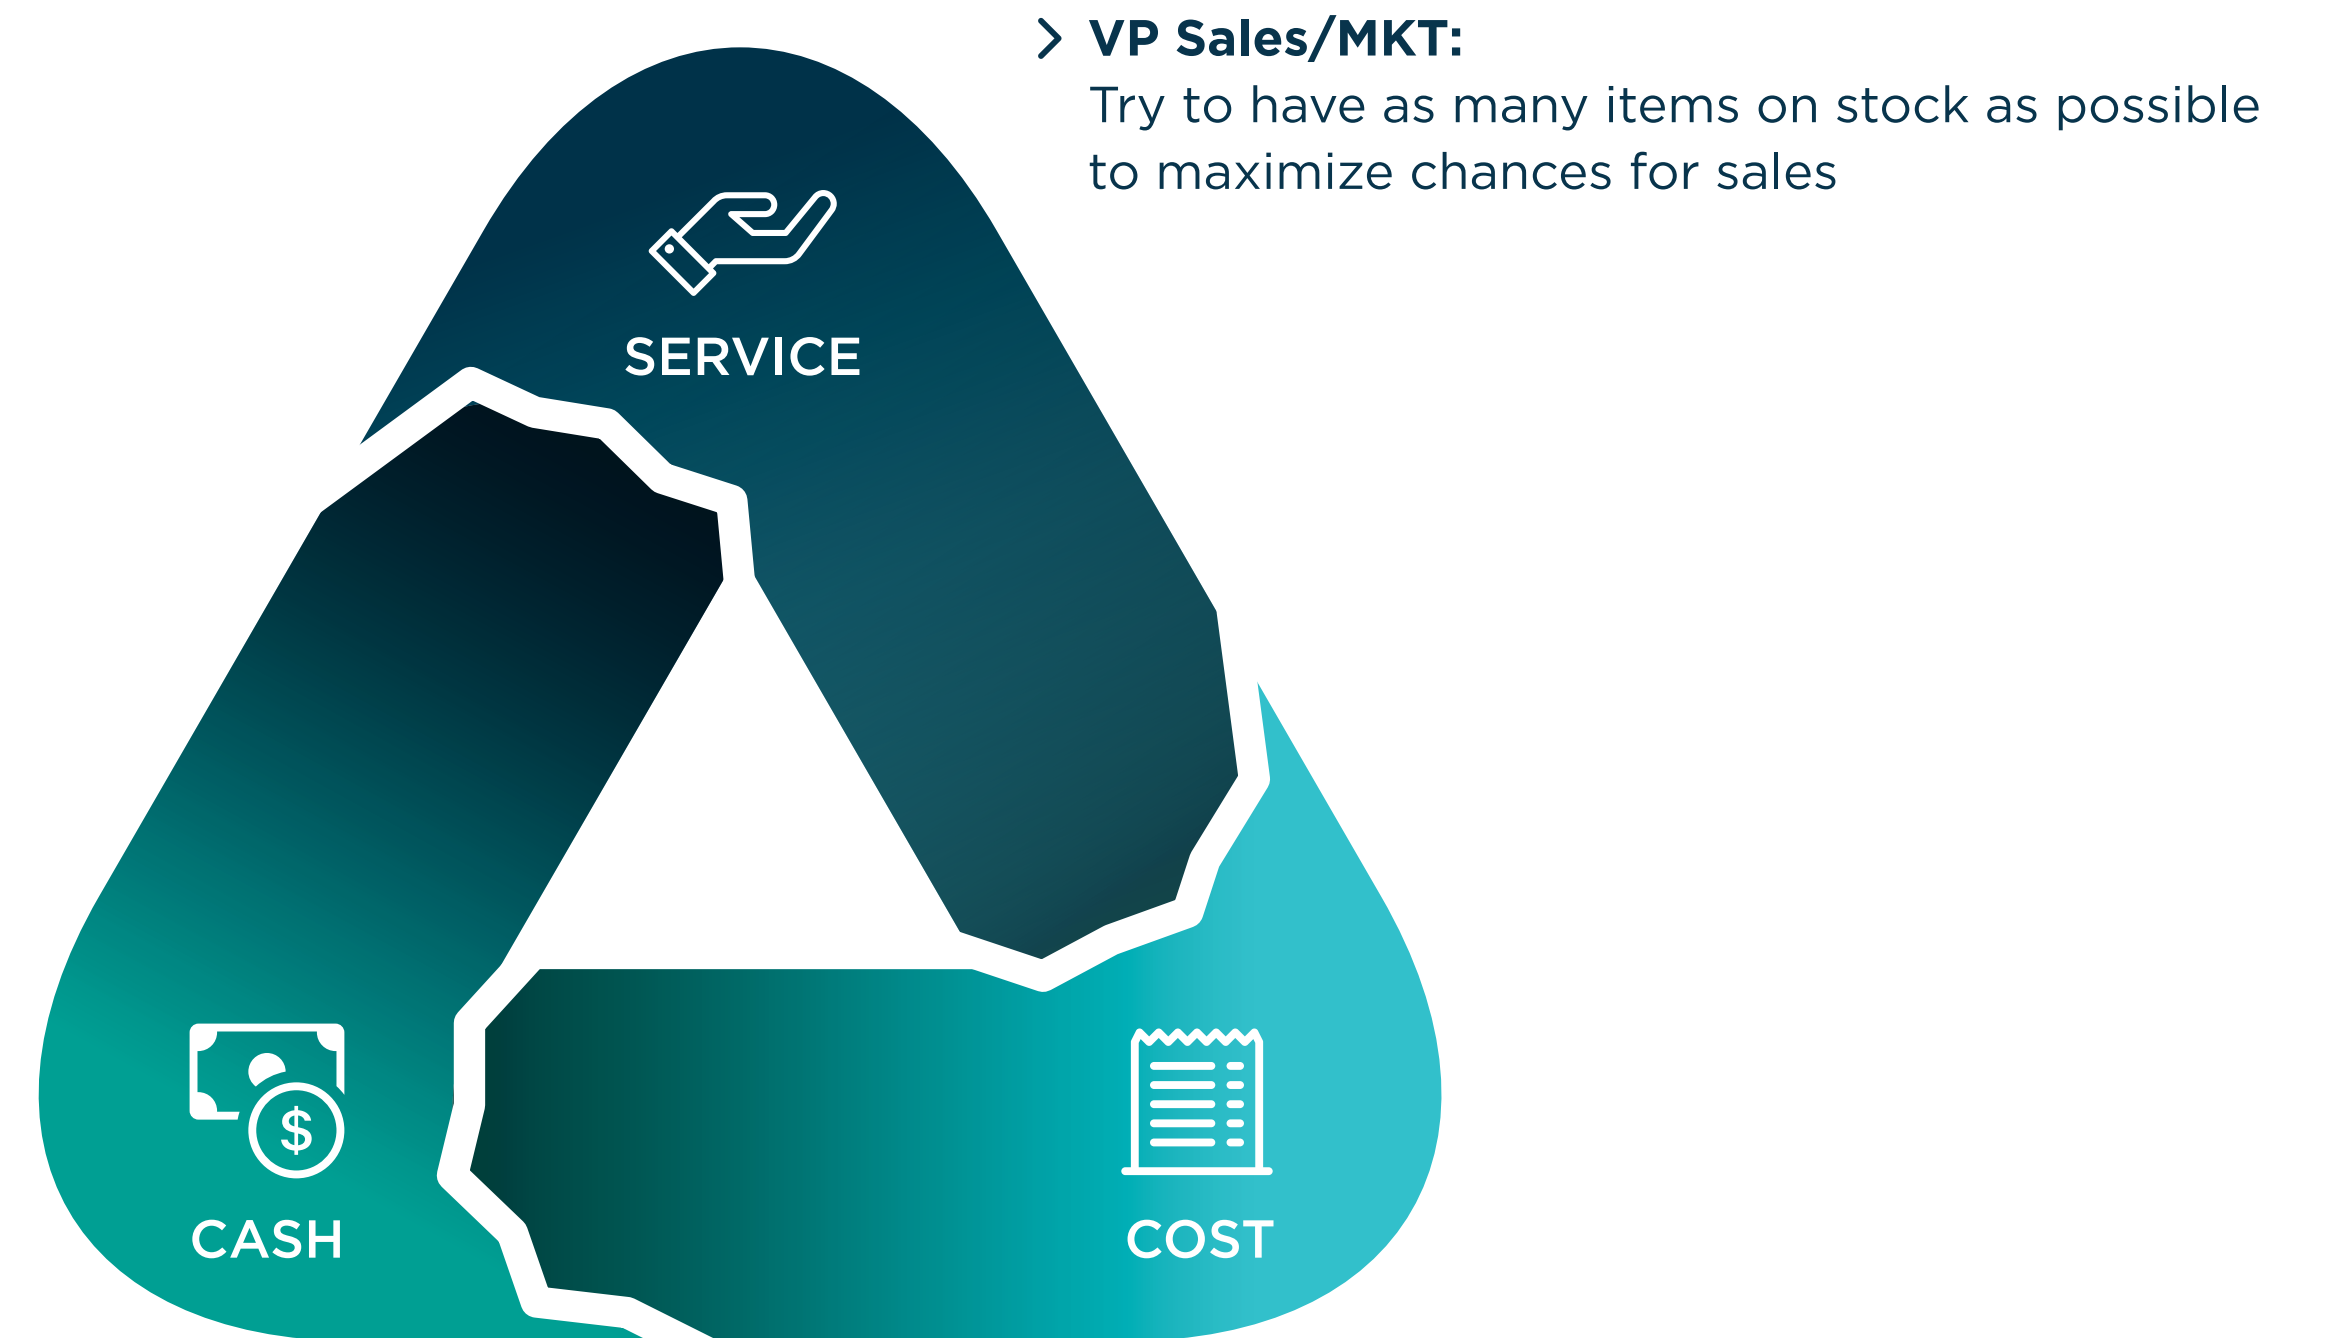 VP Sales/MKT:
Try to have as many items on stock as possible
to maximize chances for sales
SERVICE
$
CASH
COST